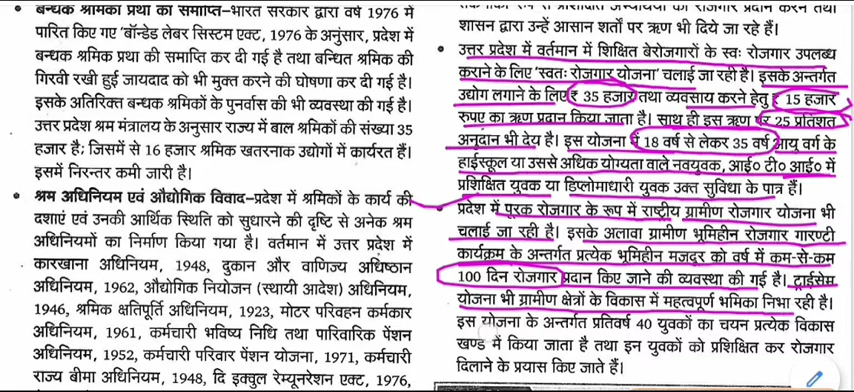 बन्धक श्रमिक प्रथा की समाप्ति–भारत सरकार द्वारा वर्ष 1976 में
पारित किए गए 'बॉन्डेड लेबर सिस्टम एक्ट, 1976 के अनुसार, प्रदेश में
बन्धक श्रमिक प्रथा की समाप्ति कर दी गई है तथा बन्धित श्रमिक की
गिरवी रखी हुई जायदाद को भी मुक्त करने की घोषणा कर दी गई है।
इसके अतिरिक्त बन्धक श्रमिकों के पुनर्वास की भी व्यवस्था की गई है।
उत्तर प्रदेश श्रम मंत्रालय के अनुसार राज्य में बाल श्रमिकों की संख्या 35
हजार है; जिसमें से 16 हजार श्रमिक खतरनाक उद्योगों में कार्यरत हैं।
इसमें निरन्तर कमी जारी है।
श्रम अधिनियम एवं औद्योगिक विवाद–प्रदेश में श्रमिकों के कार्य की
दशाएं एवं उनकी आर्थिक स्थिति को सुधारने की दृष्टि से अनेक श्रम
अधिनियमों का निर्माण किया गया है। वर्तमान में उत्तर प्रदेश में
कारखाना अधिनियम, 1948, दुकान और वाणिज्य अधिष्ठान
अधिनियम, 1962, औद्योगिक नियोजन (स्थायी आदेश) अधिनियम,
1946, श्रमिक क्षतिपूर्ति अधिनियम, 1923, मोटर परिवहन कर्मकार
अधिनियम, 1961, कर्मचारी भविष्य निधि तथा पारिवारिक पेंशन
अधिनियम, 1952, कर्मचारी परिवार पेंशन योजना, 1971, कर्मचारी
राज्य बीमा अधिनियम, 1948, दि इक्वुल रेम्यूनरेशन एक्ट, 1976,
शासन द्वारा उन्हें आसान शर्तों पर ऋण भी दिये जा रहे हैं।
उत्तर प्रदेश में वर्तमान में शिक्षित बेरोजगारों के स्वः रोजगार उपलब्ध
कराने के लिए 'स्वतः रोजगार योजना' चलाई जा रही है। इसके अन्तर्गत
उद्योग लगाने के लिए ₹ 35 हजार तथा व्यवसाय करने हेतु ₹ 15 हजार
रुपए का ऋण प्रदान किया जाता है। साथ ही इस ऋण पर 25 प्रतिशत
अनुदान भी देय है। इस योजना में 18 वर्ष से लेकर 35 वर्ष आयु वर्ग के
हाईस्कूल या उससे अधिक योग्यता वाले नवयुवक, आई० टी० आई० में
प्रशिक्षित युवक या डिप्लोमाधारी युवक उक्त सुविधा के पात्र हैं।
प्रदेश में पूरक रोजगार के रूप में राष्ट्रीय ग्रामीण रोजगार योजना भी
चलाई जा रही है। इसके अलावा ग्रामीण भूमिहीन रोजगार गारण्टी
कार्यक्रम के अन्तर्गत प्रत्येक भूमिहीन मजदूर को वर्ष में कम-से-कम
100 दिन रोजगार प्रदान किए जाने की व्यवस्था की गई है। ट्राईसेम
योजना भी ग्रामीण क्षेत्रों के विकास में महत्वपूर्ण भूमिका निभा रही है।
इस योजना के अन्तर्गत प्रतिवर्ष 40 युवकों का चयन प्रत्येक विकास
खण्ड में किया जाता है तथा इन युवकों को प्रशिक्षित कर रोजगार
दिलाने के प्रयास किए जाते हैं।